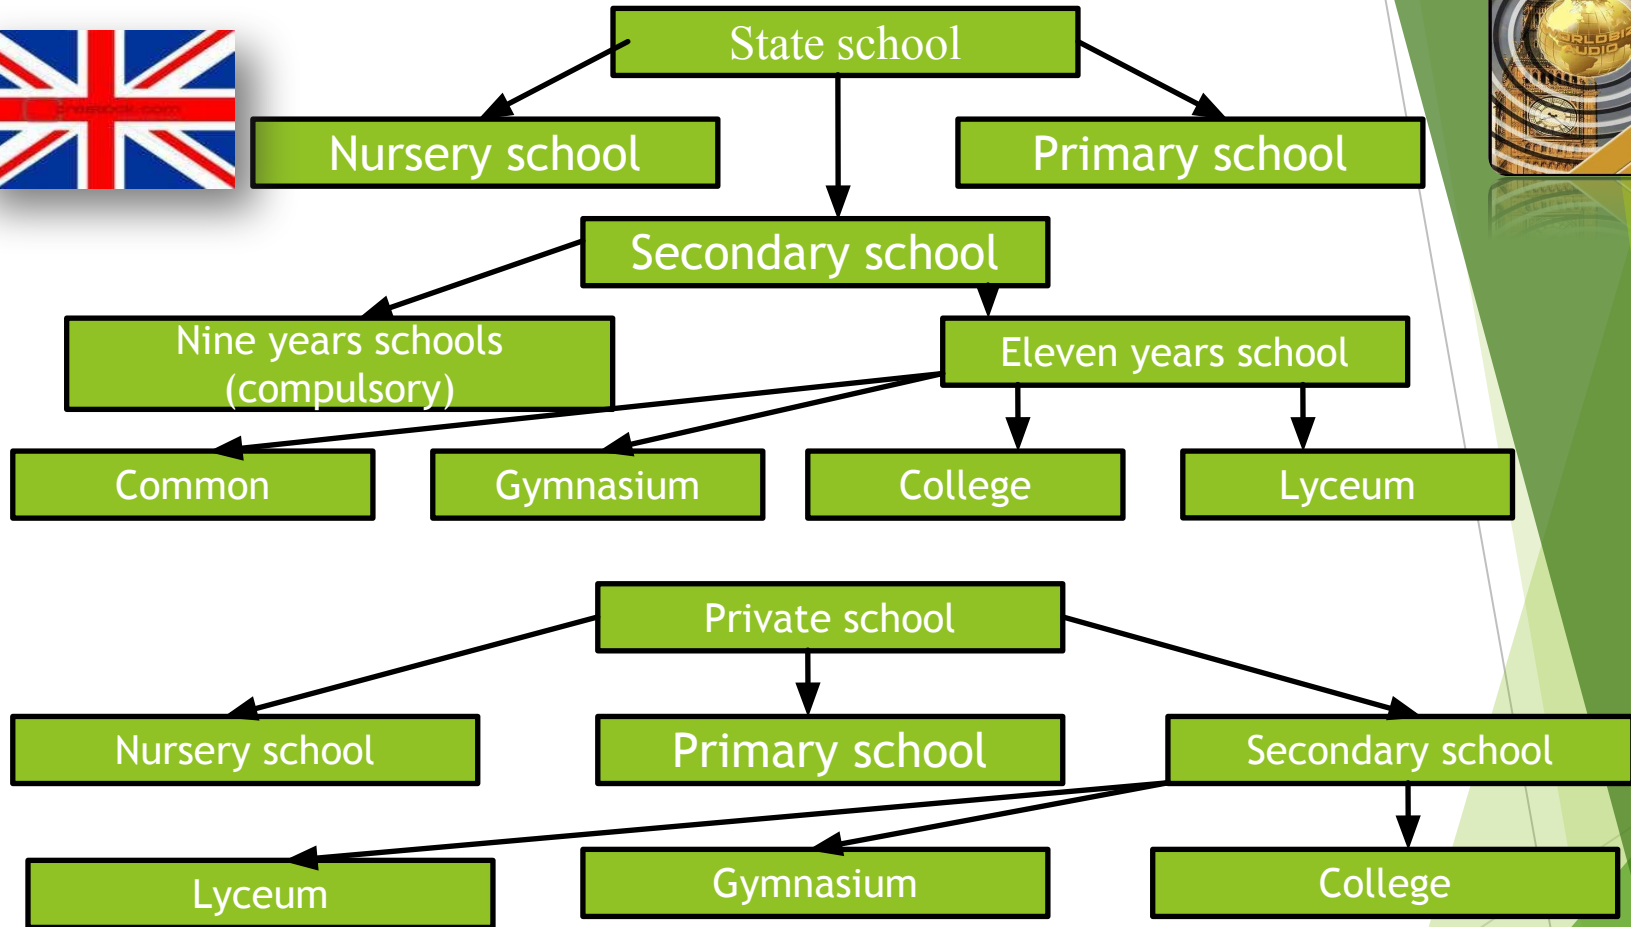 State school
Nursery school
Primary school
Secondary school
Nine years schools
(compulsory)
Eleven years school
Common
Gymnasium
College
Lyceum
Private school
Nursery school
Primary school
Secondary school
Lyceum
Gymnasium
College